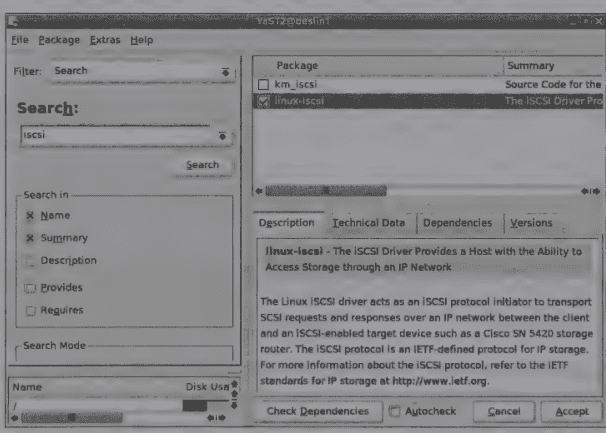 YaST2@oeslin1
File Package Extras Help
Filter: Search
Search:
iscsi
Search
Search in
Name
Summary
Description
Provides
Requires
Search Mode
Name Disk Usa
/
Package Summary
km_iscsi Source Code for the
linux-iscsi The iSCSI Driver Pro
Description Technical Data Dependencies Versions
linux-iscsi - The iSCSI Driver Provides a Host with the Ability to
Access Storage through an IP Network
The Linux iSCSI driver acts as an iSCSI protocol initiator to transport
SCSI requests and responses over an IP network between the client
and an iSCSI-enabled target device such as a Cisco SN 5420 storage
router. The iSCSI protocol is an IETF-defined protocol for IP storage.
For more information about the iSCSI protocol, refer to the IETF
standards for IP storage at http://www.ietf.org.
Check Dependencies Autocheck Cancel Accept